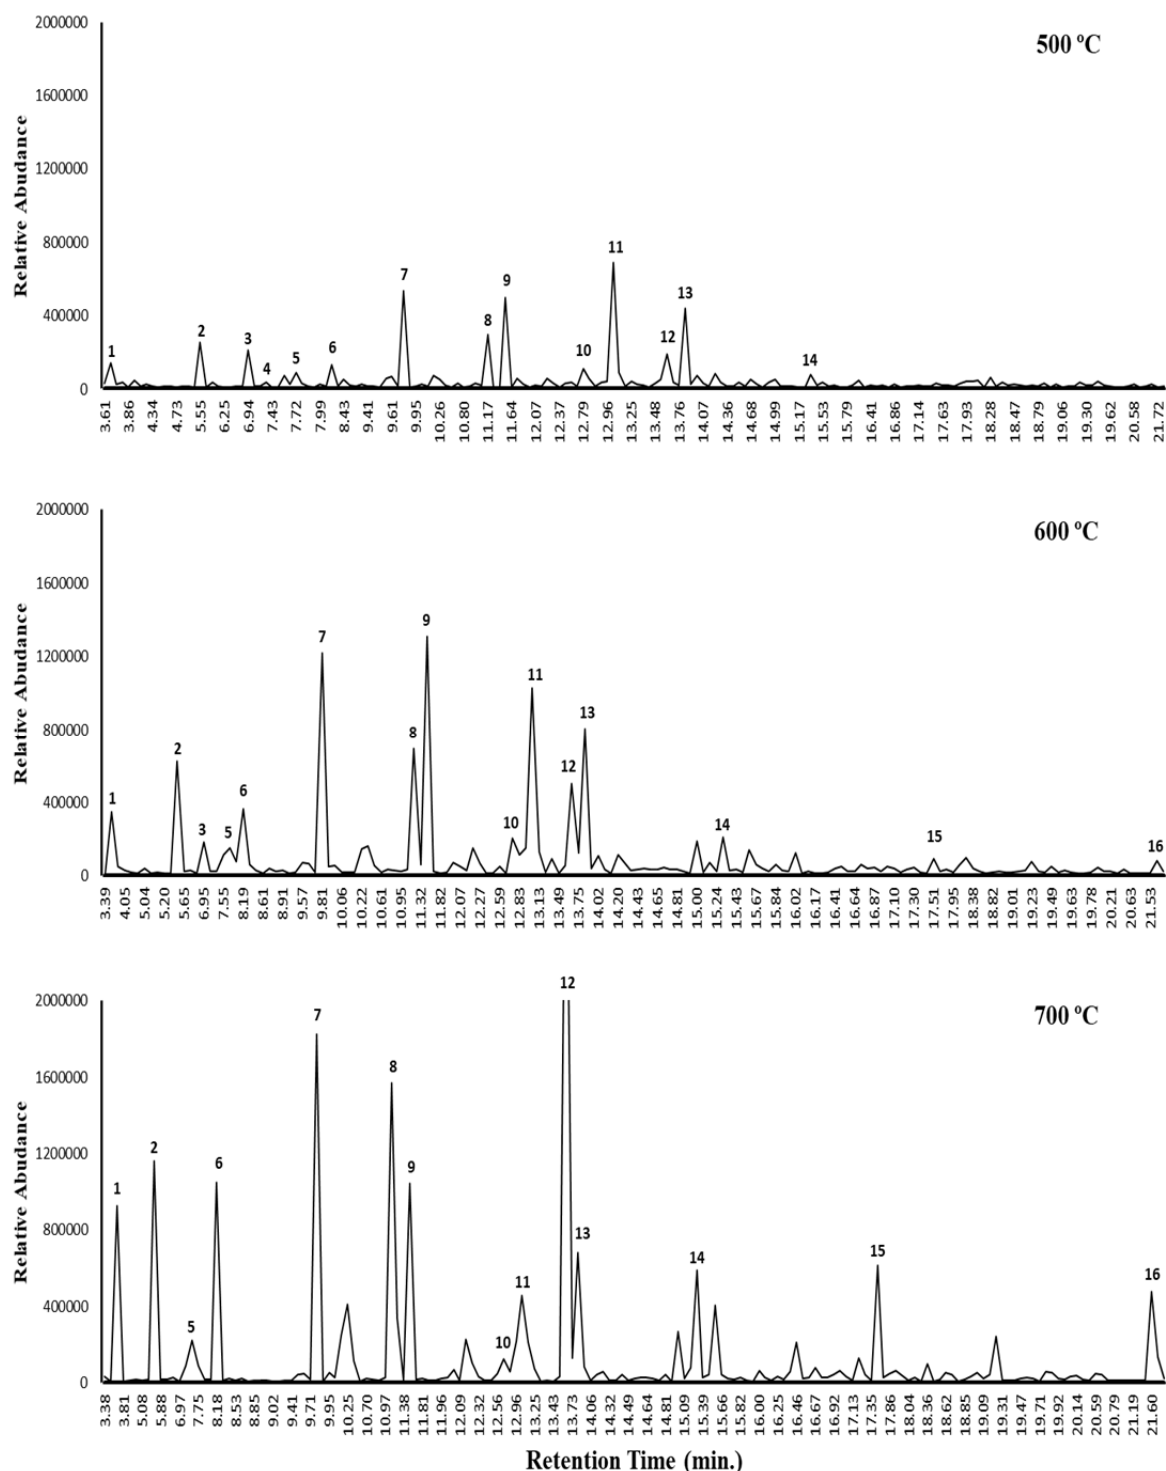 2000000
500 ºC
1600000
1200000
800000
400000
0
Relative Abudance
1 2 3 4 5 6 7 8 9 10 11 12 13 14
3.61 3.86 4.34 4.73 5.55 6.25 6.94 7.43 7.72 7.99 8.43 9.41 9.61 9.95 10.26 10.80 11.17 11.64 12.07 12.37 12.79 12.96 13.25 13.48 13.76 14.07 14.36 14.68 14.99 15.17 15.53 15.79 16.41 16.86 17.14 17.63 17.93 18.28 18.47 18.79 19.06 19.30 19.62 20.58 21.72
2000000
600 ºC
1600000
1200000
800000
400000
0
Relative Abudance
1 2 3 5 6 7 8 9 10 11 12 13 14 15 16
3.39 4.05 5.04 5.20 5.65 6.95 7.55 8.19 8.61 8.91 9.57 9.81 10.06 10.22 10.61 10.95 11.32 11.82 12.07 12.27 12.59 12.83 13.13 13.49 13.75 14.02 14.20 14.43 14.65 14.81 15.00 15.24 15.43 15.67 15.84 16.02 16.17 16.41 16.64 16.87 17.10 17.30 17.51 17.95 18.38 18.82 19.01 19.23 19.49 19.63 19.78 20.21 20.63 21.53
2000000
700 ºC
1600000
1200000
800000
400000
0
Relative Abudance
1 2 5 6 7 8 9 10 11 12 13 14 15 16
3.38 3.81 5.08 5.88 6.97 7.75 8.18 8.53 8.85 9.02 9.41 9.71 9.95 10.25 10.70 10.97 11.38 11.81 11.96 12.09 12.32 12.56 12.96 13.25 13.43 13.73 14.06 14.32 14.49 14.64 14.81 15.09 15.39 15.66 15.82 16.00 16.25 16.46 16.67 16.92 17.13 17.35 17.86 18.04 18.36 18.62 18.85 19.09 19.31 19.47 19.71 19.92 20.14 20.59 20.79 21.19 21.60
Retention Time (min.)